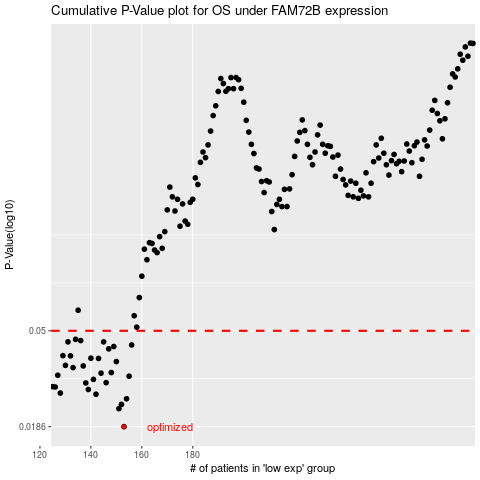 Cumulative P-Value plot for OS under FAM72B expression
P-Value(log10)
0.05
0.0186
optimized
120 140 160 180
# of patients in 'low exp' group